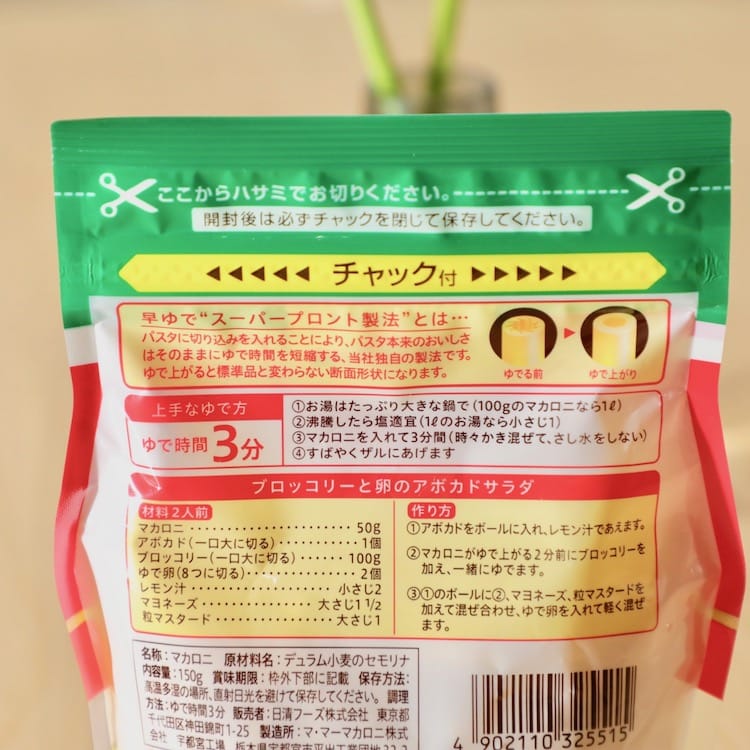 ここからハサミでお切りください。
開封後は必ずチャックを閉じて保存してください。
チャック付
早ゆで“スーパープロント製法”とは…
パスタに切り込みを入れることにより、パスタ本来のおいしさ
はそのままにゆで時間を短縮する、当社独自の製法です。
ゆで上がると標準品と変わらない断面形状になります。
ゆでる前 ゆで上がり
上手なゆで方
ゆで時間 3分
①お湯はたっぷり大きな鍋で(100gのマカロニなら1ℓ)
②沸騰したら塩適宜(1ℓのお湯なら小さじ1)
③マカロニを入れて3分間(時々かき混ぜて、さし水をしない)
④すばやくザルにあげます
ブロッコリーと卵のアボカドサラダ
材料2人前
マカロニ ・・・・・・・・・・・・・・・・・・・・ 50g
アボカド(一口大に切る) ・・・・・・・・・・・ 1個
ブロッコリー(一口大に切る) ・・・・・・ 100g
ゆで卵(8つに切る) ・・・・・・・・・・・・・・ 2個
レモン汁 ・・・・・・・・・・・・・・・・ 小さじ2
マヨネーズ ・・・・・・・・・・・・ 大さじ1 1/2
粒マスタード ・・・・・・・・・・・・・ 大さじ1
作り方
①アボカドをボールに入れ、レモン汁であえます。
②マカロニがゆで上がる2分前にブロッコリーを
加え、一緒にゆでます。
③①のボールに②、マヨネーズ、粒マスタードを
加えて混ぜ合わせ、ゆで卵を入れて軽く混ぜ
ます。
名称:マカロニ 原材料名:デュラム小麦のセモリナ
内容量:150g 賞味期限:枠外下部に記載 保存方法:
高温多湿の場所、直射日光を避けて保存してください。 調理
方法:ゆで時間3分 販売者:日清フーズ株式会社 東京都
千代田区神田錦町1-25 製造所:マ・マーマカロニ株式
会社 宇都宮工場 栃木県宇都宮市平出工業団地
4 902110 325515